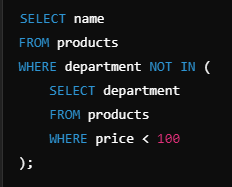 SELECT name
FROM products
WHERE department NOT IN (
    SELECT department
    FROM products
    WHERE price < 100
);